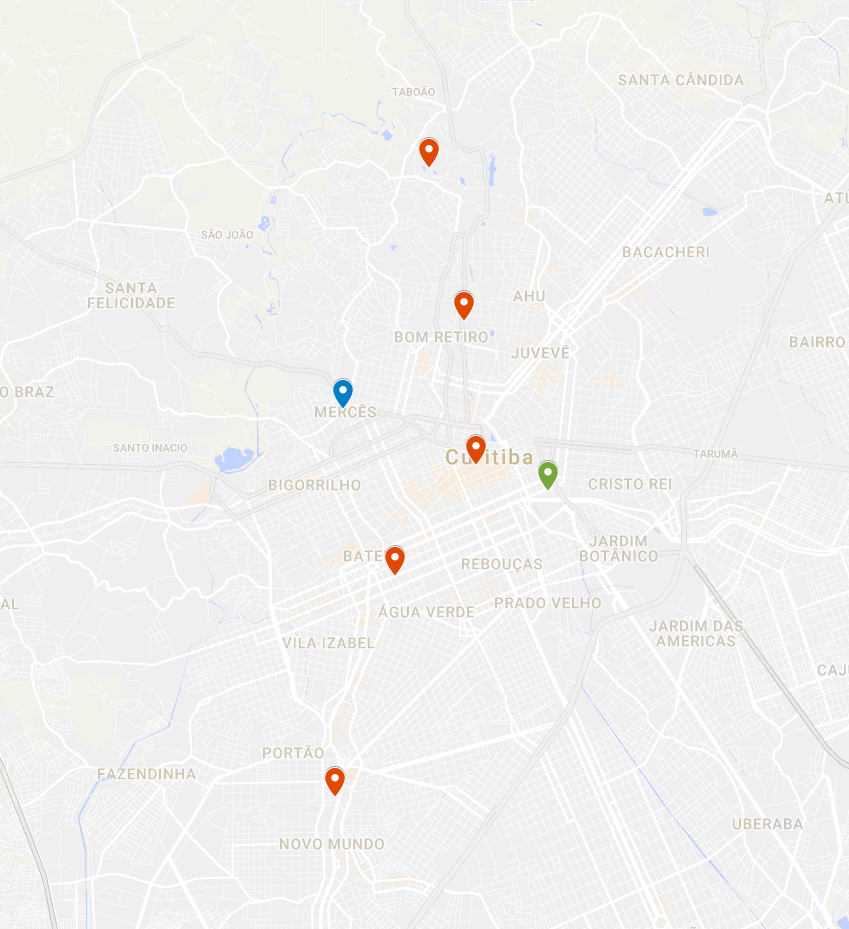 SANTA CÂNDIDA
TABOÃO
ATU
SÃO JOÃO
BACACHERI
SANTA
FELICIDADE
AHU
BOM RETIRO
BAIRRO
JUVEVÊ
O BRAZ
MERCÊS
SANTO INACIO
Curitiba
TARUMÃ
BIGORRILHO
CRISTO REI
JARDIM
BOTÂNICO
BATE
REBOUÇAS
AL
PRADO VELHO
ÁGUA VERDE
JARDIM DAS
AMERICAS
VILA IZABEL
CAJU
PORTÃO
FAZENDINHA
UBERABA
NOVO MUNDO